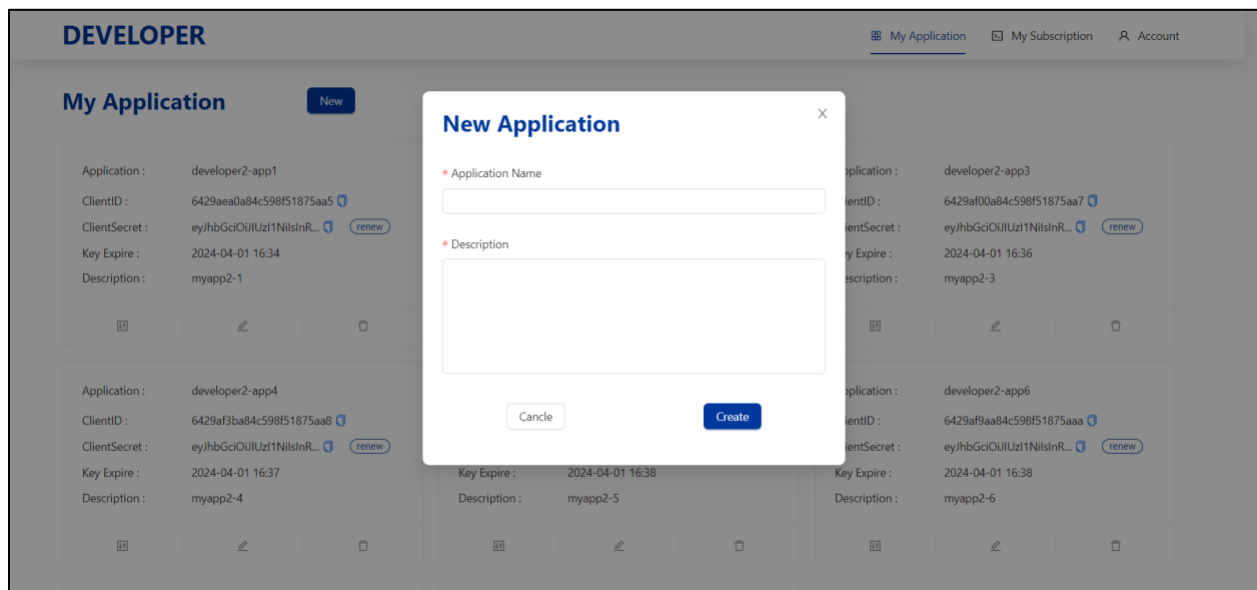 DEVELOPER
My Application
My Subscription
Account
My Application
New
New Application
X
* Application Name
* Description
Cancle
Create
Application : developer2-app1
ClientID : 6429aea0a84c598f51875aa5
ClientSecret : eyJhbGciOiJIUzI1NiIsInR... renew
Key Expire : 2024-04-01 16:34
Description : myapp2-1
pplication : developer2-app3
ientID : 6429af00a84c598f51875aa7
ientSecret : eyJhbGciOiJIUzI1NiIsInR... renew
ey Expire : 2024-04-01 16:36
escription : myapp2-3
Application : developer2-app4
ClientID : 6429af3ba84c598f51875aa8
ClientSecret : eyJhbGciOiJIUzI1NiIsInR... renew
Key Expire : 2024-04-01 16:37
Description : myapp2-4
Key Expire : 2024-04-01 16:38
Description : myapp2-5
pplication : developer2-app6
ientID : 6429af9aa84c598f51875aaa
ientSecret : eyJhbGciOiJIUzI1NiIsInR... renew
Key Expire : 2024-04-01 16:38
Description : myapp2-6